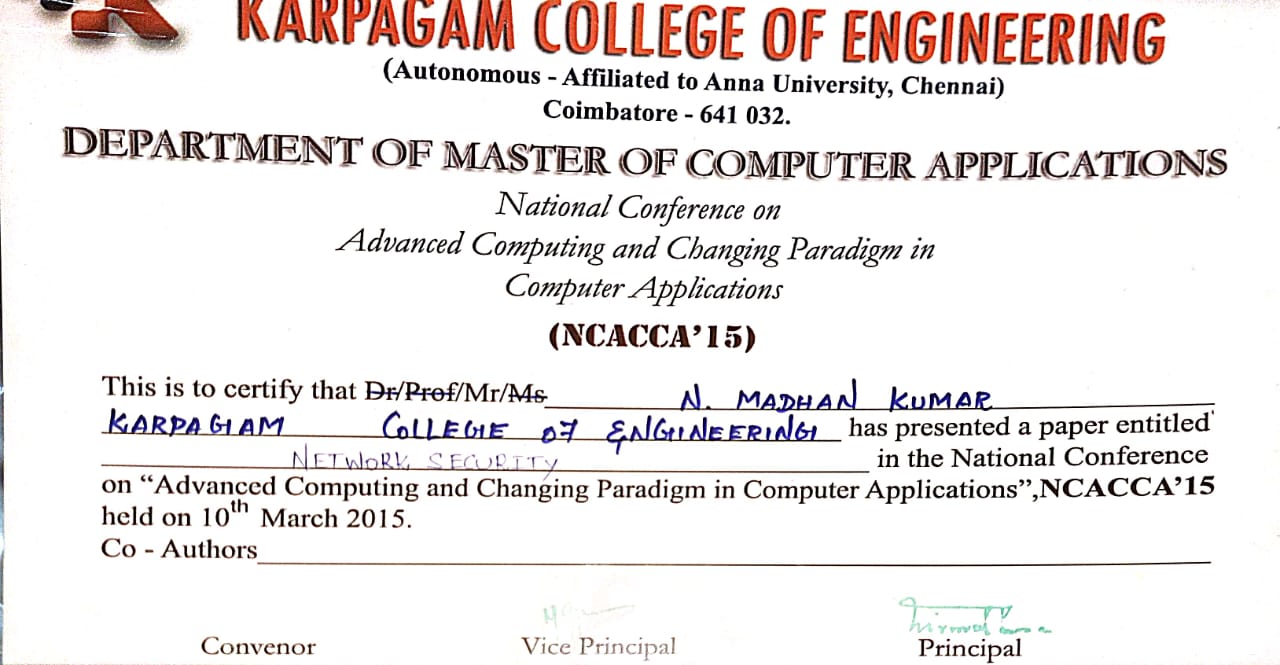 KARPAGAM COLLEGE OF ENGINEERING
(Autonomous - Affiliated to Anna University, Chennai)
Coimbatore - 641 032.
DEPARTMENT OF MASTER OF COMPUTER APPLICATIONS
National Conference on
Advanced Computing and Changing Paradigm in
Computer Applications
(NCACCA’15)
This is to certify that Dr/Prof/Mr/Ms N. MADHAN KUMAR
KARPAGAM COLLEGE OF ENGINEERING has presented a paper entitled
NETWORK SECURITY in the National Conference
on “Advanced Computing and Changing Paradigm in Computer Applications”,NCACCA’15
held on 10th March 2015.
Co - Authors
Convenor Vice Principal Principal